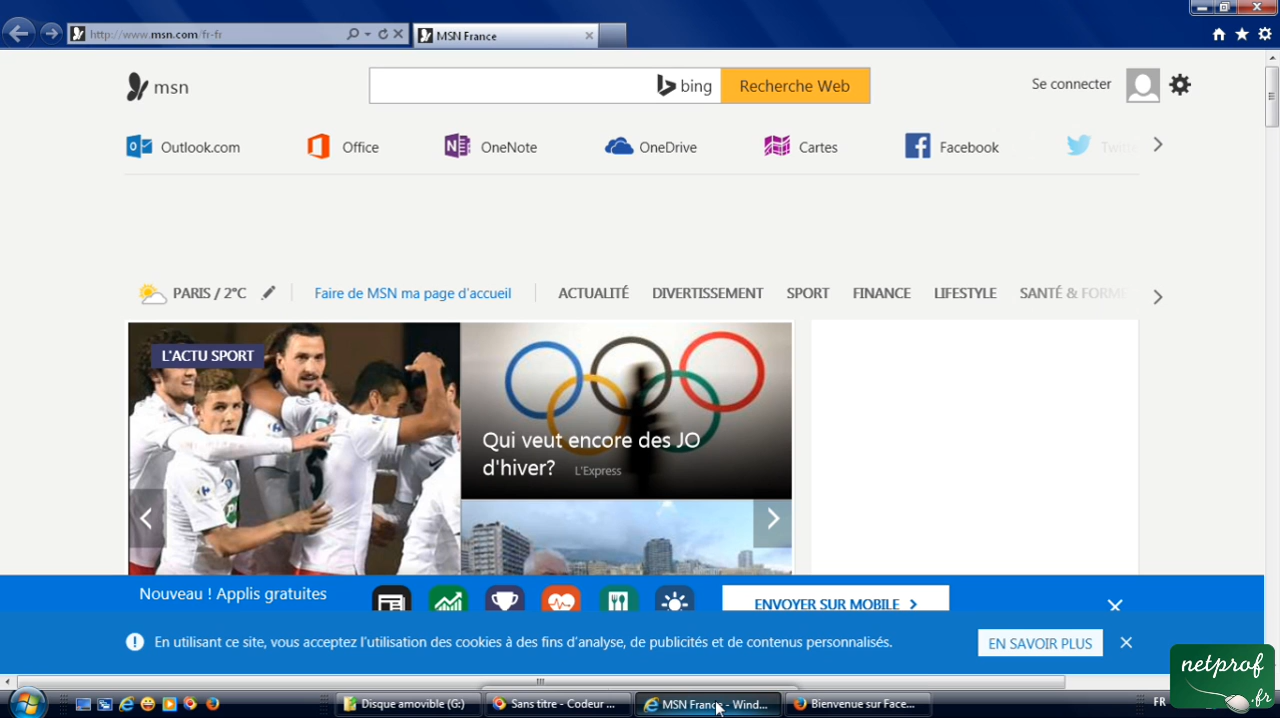 http://www.msn.com/fr-fr
MSN France
msn
bing
Recherche Web
Se connecter
Outlook.com
Office
OneNote
OneDrive
Cartes
Facebook
PARIS / 2°C
Faire de MSN ma page d'accueil
ACTUALITÉ
DIVERTISSEMENT
SPORT
FINANCE
LIFESTYLE
SANTÉ & FORME
L'ACTU SPORT
Qui veut encore des JO
d'hiver? L'Express
Nouveau ! Applis gratuites
ENVOYER SUR MOBILE
En utilisant ce site, vous acceptez l'utilisation des cookies à des fins d'analyse, de publicités et de contenus personnalisés.
EN SAVOIR PLUS
netprof
.fr
Disque amovible (G:)
Sans titre - Codeur ...
MSN France - Wind...
Bienvenue sur Face...
FR